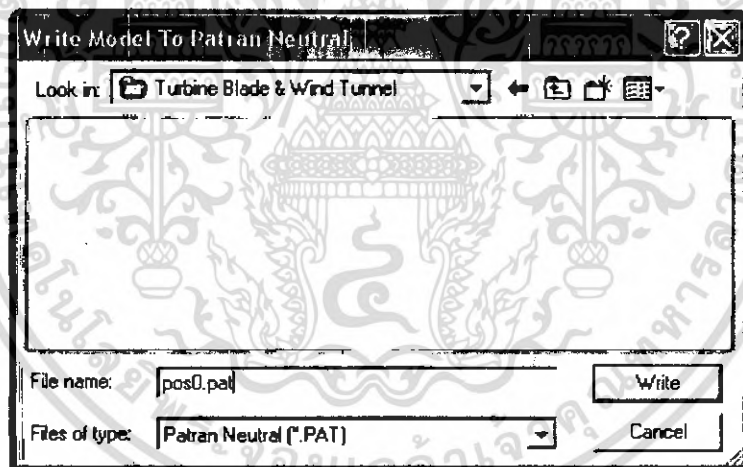 Write Model To Patran Neutral
Look in: Turbine Blade & Wind Tunnel
File name: pos0.pat Write
Files of type: Patran Neutral (*.PAT) Cancel